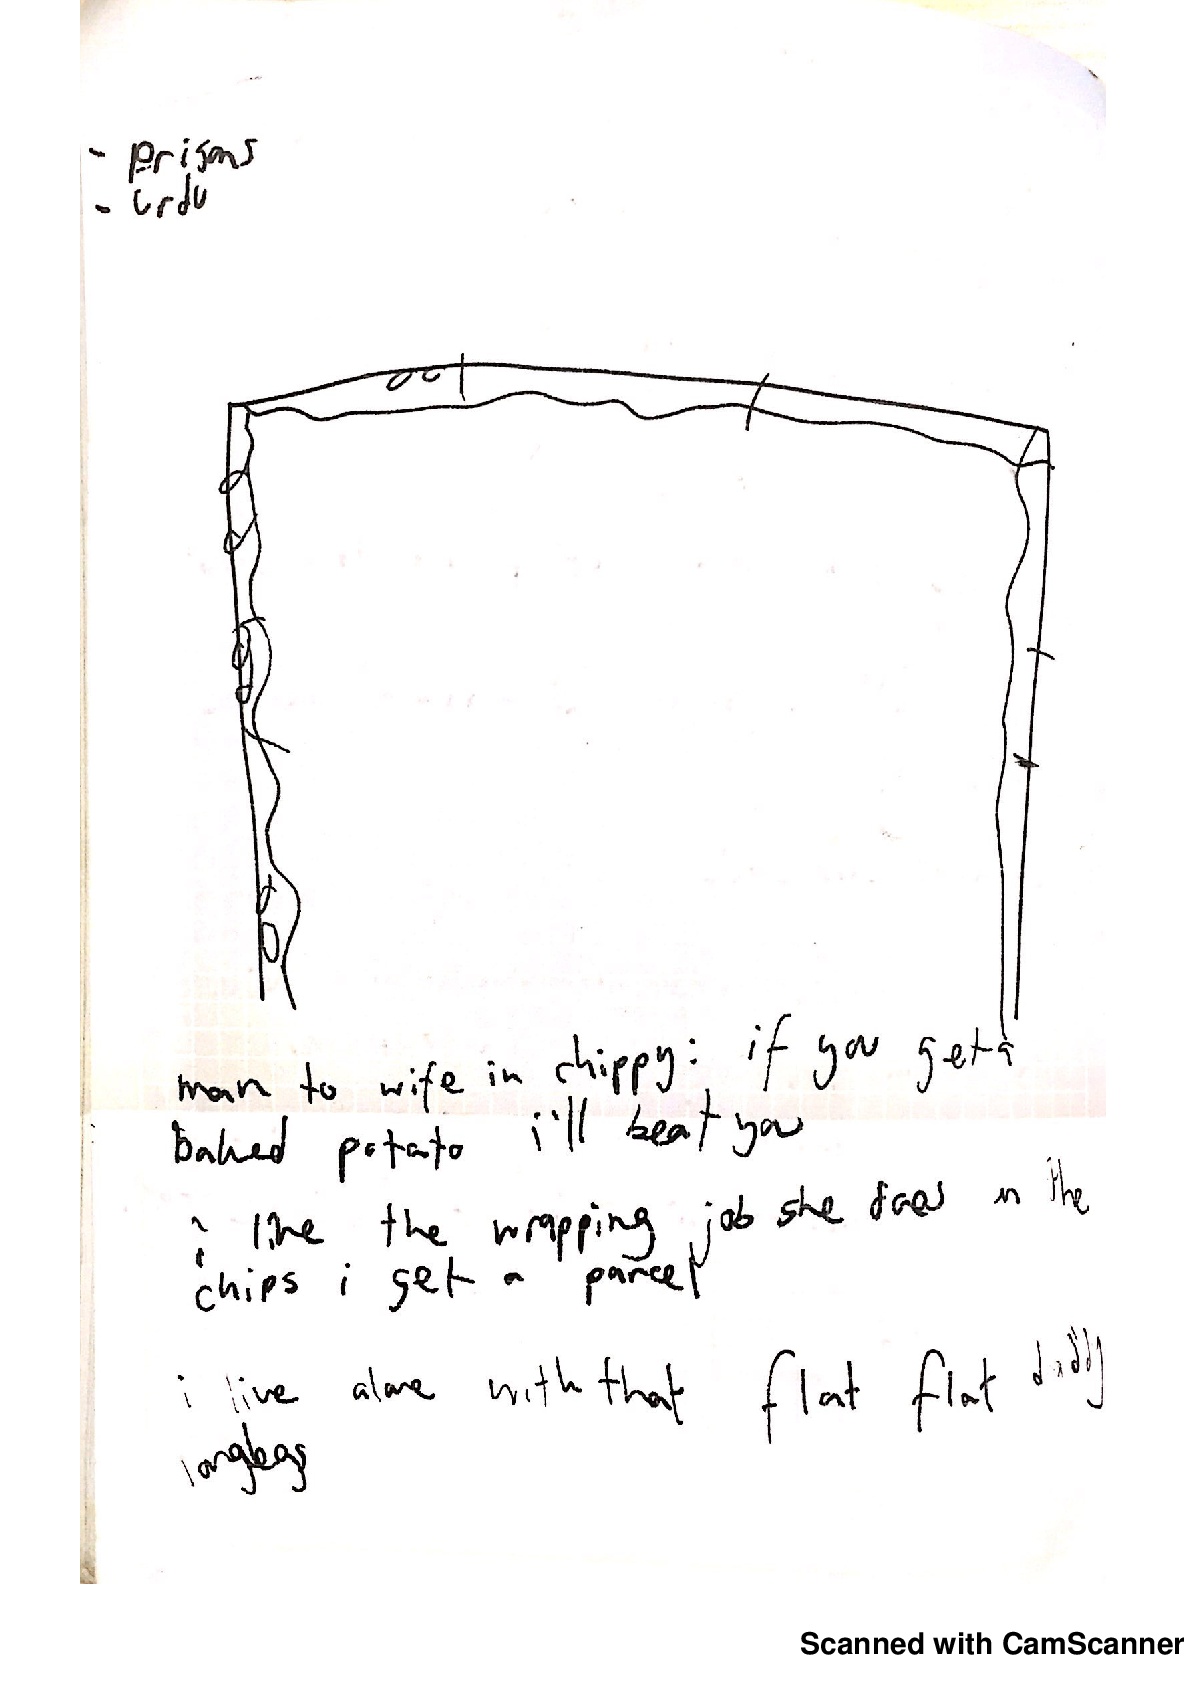 - prisons
- urdu
man to wife in chippy: if you get a
baked potato i'll beat you
i like the wrapping job she does in the
chips i get a parcel
i live alone with that flat flat daddy
longlegs
Scanned with CamScanner